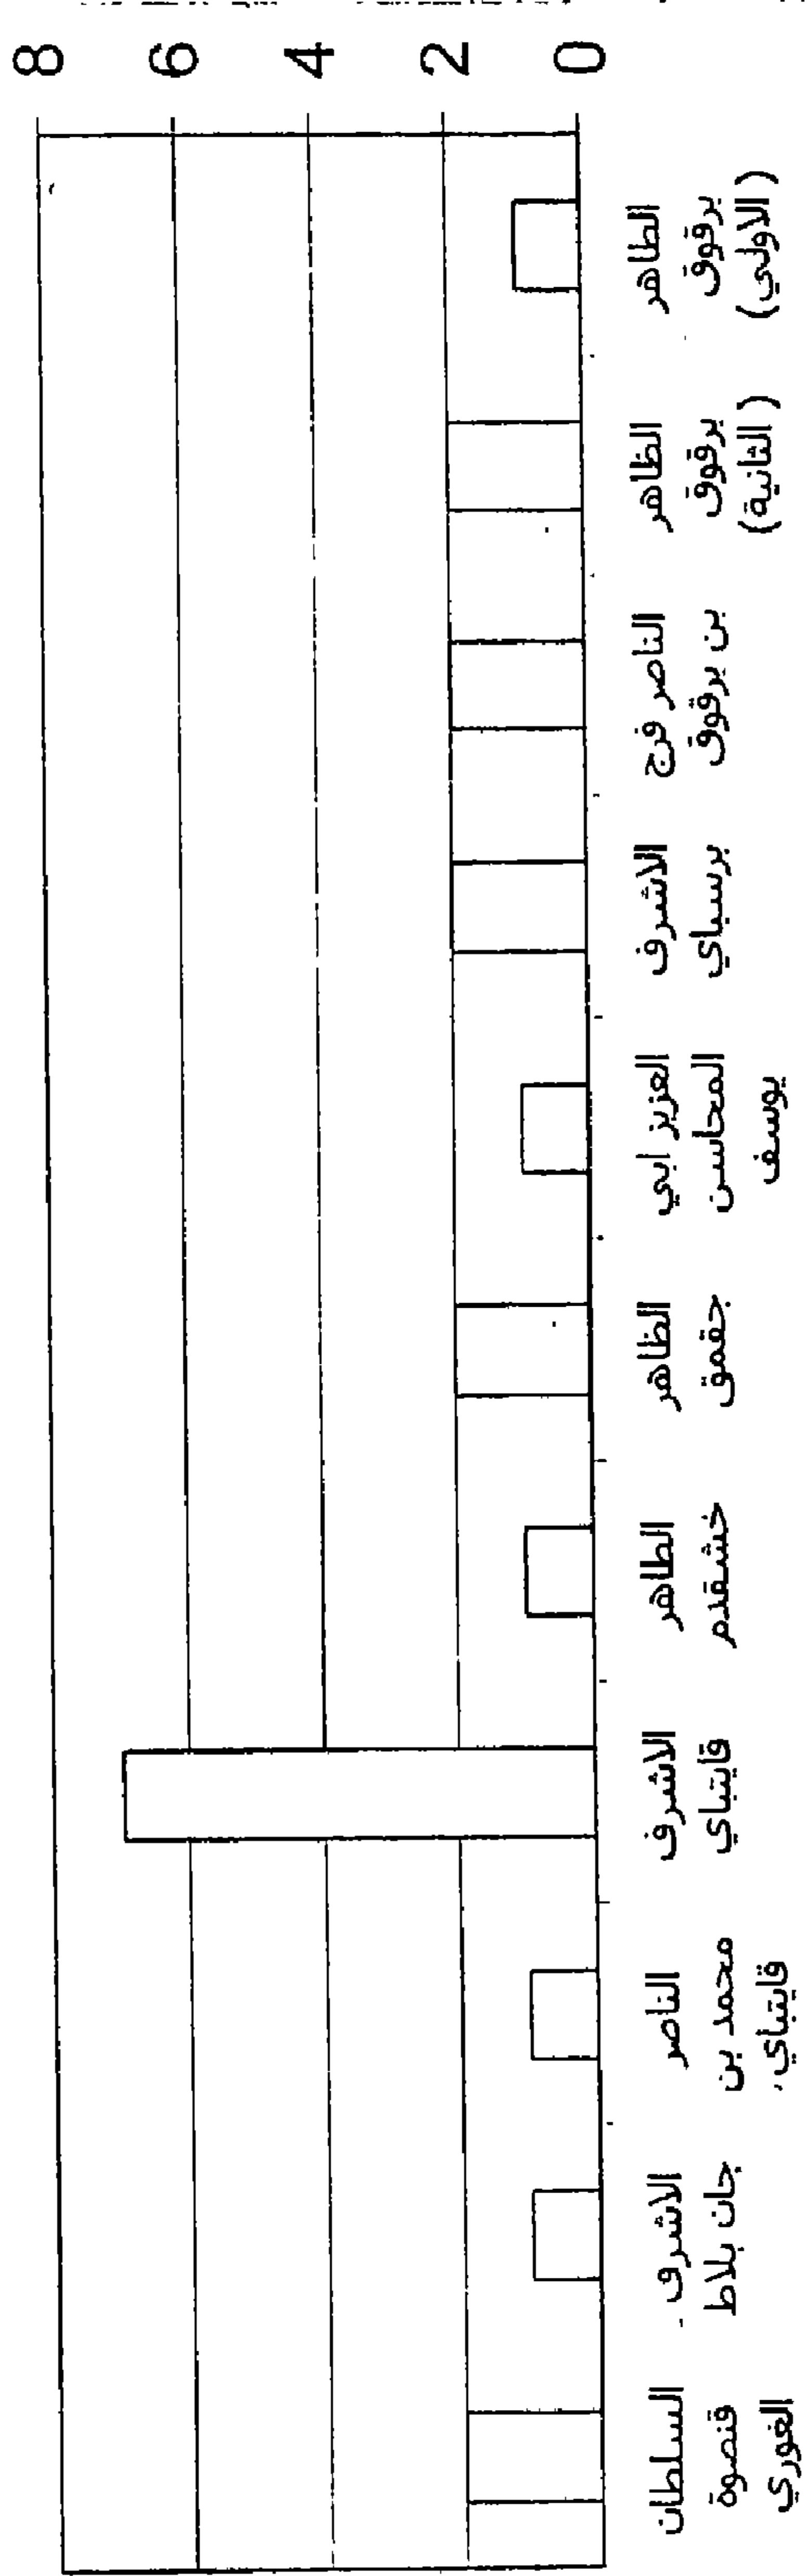 8
6
4
2
0
الظاهر
برقوق
(الاولي)
الظاهر
برقوق
(الثانية)
الناصر فرج
بن برقوق
الاشرف
برسباي
العزيز ابي
المحاسن
يوسف
الظاهر
جقمق
الظاهر
خشقدم
الاشرف
قايتباي
الناصر
محمد بن
قايتباي
الاشرف
جان بلاط
السلطان
قنصوة
الغوري